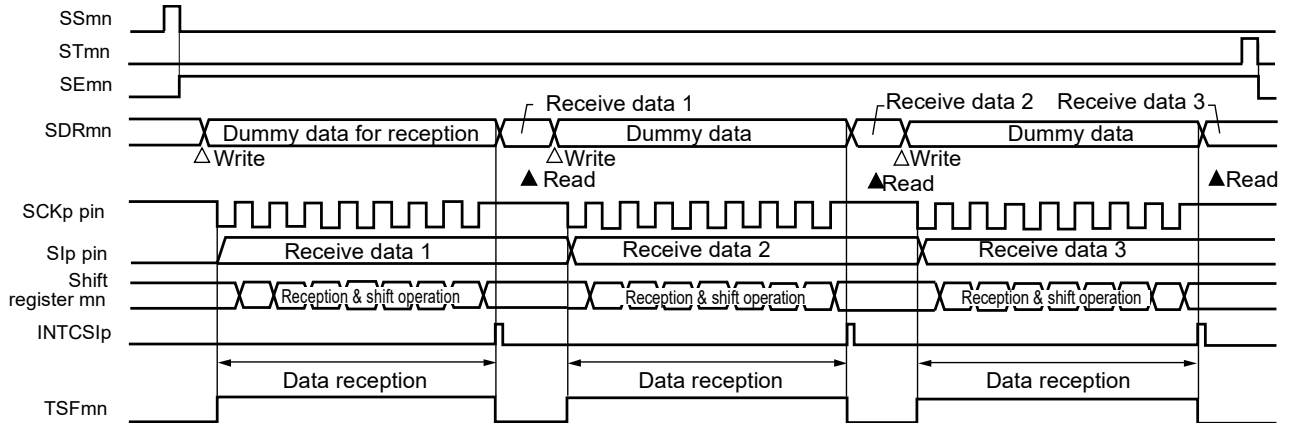 SSmn
STmn
SEmn
Receive data 1
Receive data 2 Receive data 3
SDRmn Dummy data for reception Dummy data Dummy data
△Write △Write △Write
▲ Read ▲Read ▲Read
SCKp pin
SIp pin Receive data 1 Receive data 2 Receive data 3
Shift
register mn Reception & shift operation Reception & shift operation Reception & shift operation
INTCSIp
Data reception Data reception Data reception
TSFmn